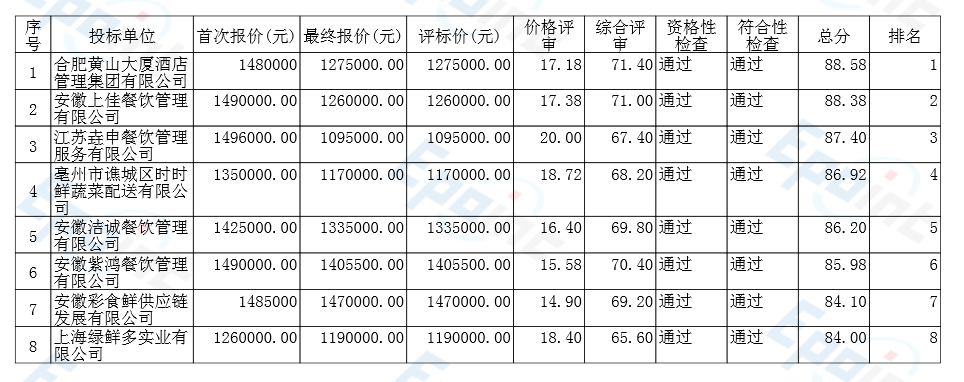 序号 投标单位 首次报价(元) 最终报价(元) 评标价(元) 价格评审 综合评审 资格性检查 符合性检查 总分 排名
1 合肥黄山大厦酒店管理集团有限公司 1480000 1275000.00 1275000.00 17.18 71.40 通过 通过 88.58 1
2 安徽上佳餐饮管理有限公司 1490000.00 1260000.00 1260000.00 17.38 71.00 通过 通过 88.38 2
3 江苏垚申餐饮管理服务有限公司 1496000.00 1095000.00 1095000.00 20.00 67.40 通过 通过 87.40 3
4 亳州市谯城区时时鲜蔬菜配送有限公司 1350000.00 1170000.00 1170000.00 18.72 68.20 通过 通过 86.92 4
5 安徽洁诚餐饮管理有限公司 1425000.00 1335000.00 1335000.00 16.40 69.80 通过 通过 86.20 5
6 安徽紫鸿餐饮管理有限公司 1490000.00 1405500.00 1405500.00 15.58 70.40 通过 通过 85.98 6
7 安徽彩食鲜供应链发展有限公司 1485000 1470000.00 1470000.00 14.90 69.20 通过 通过 84.10 7
8 上海绿鲜多实业有限公司 1260000.00 1190000.00 1190000.00 18.40 65.60 通过 通过 84.00 8
Epoint